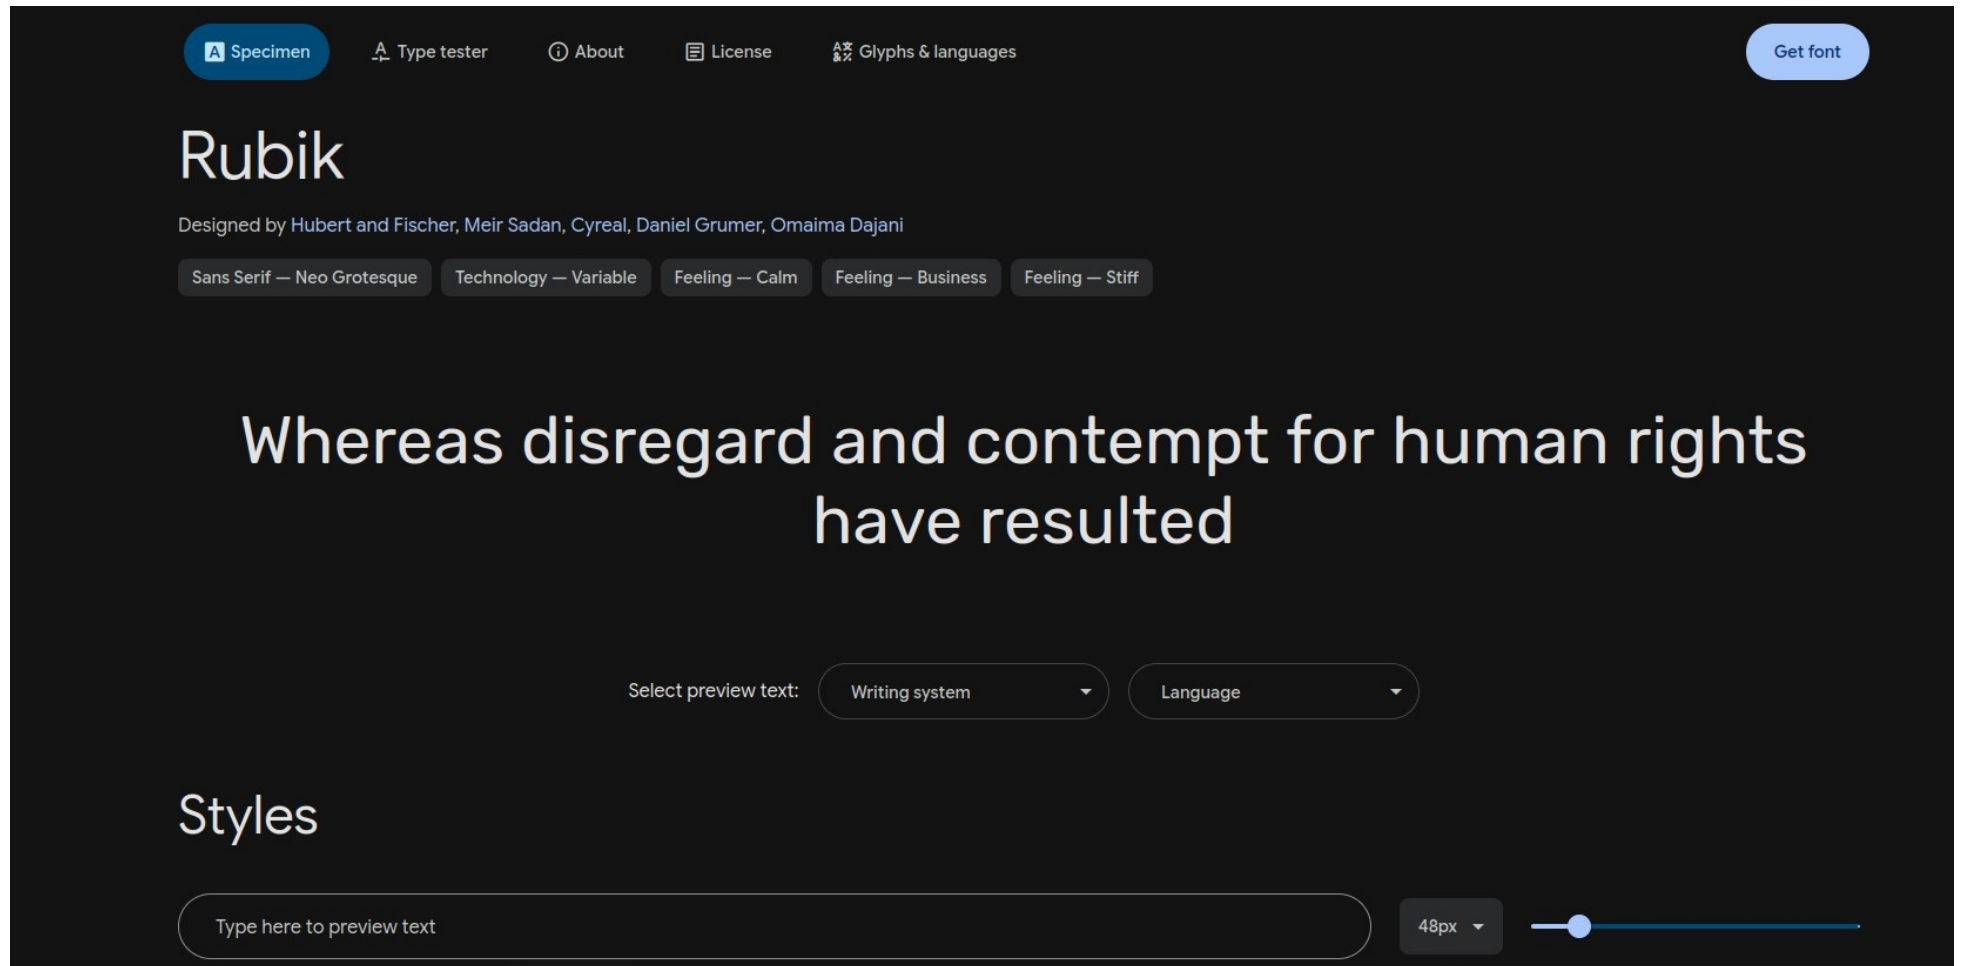 Specimen Type tester About License Glyphs & languages Get font
Rubik
Designed by Hubert and Fischer, Meir Sadan, Cyreal, Daniel Grumer, Omaima Dajani
Sans Serif — Neo Grotesque Technology — Variable Feeling — Calm Feeling — Business Feeling — Stiff
Whereas disregard and contempt for human rights
have resulted
Select preview text: Writing system Language
Styles
Type here to preview text 48px